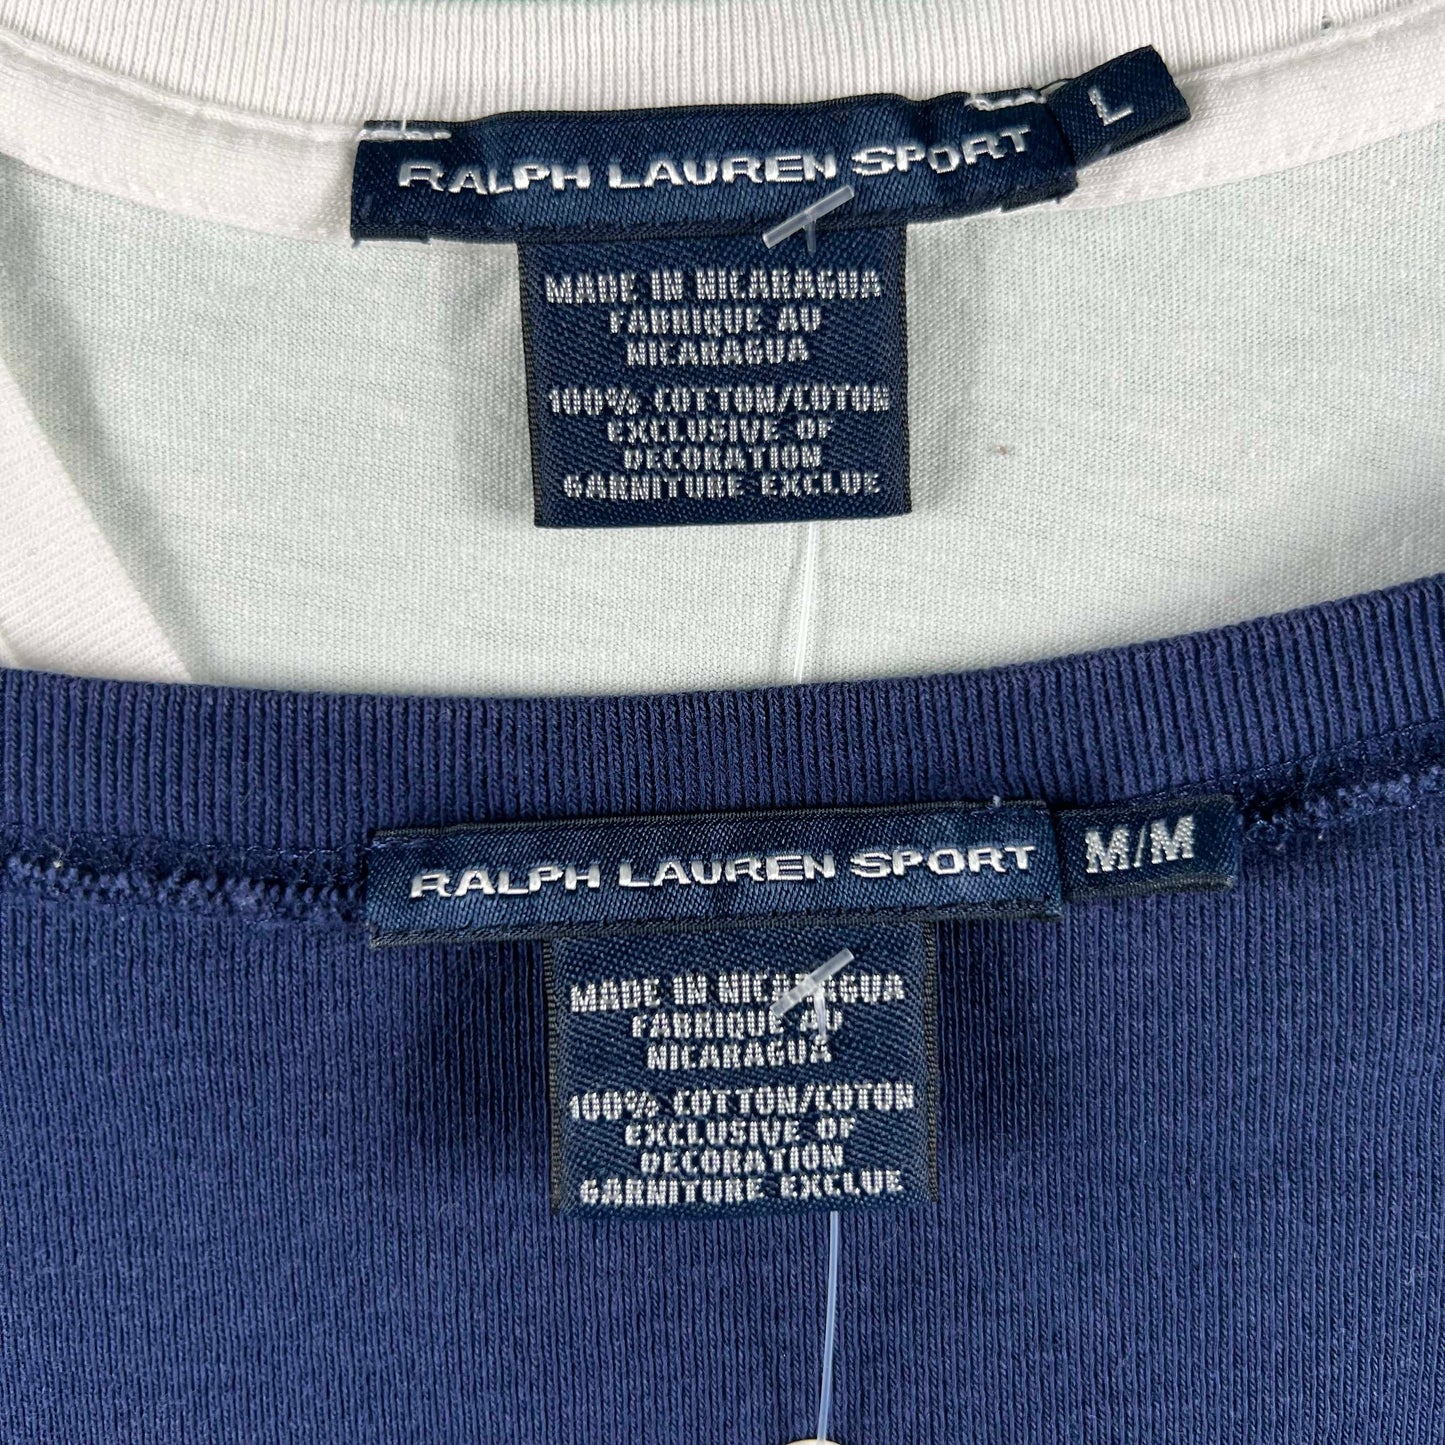 RALPH LAUREN SPORT L
MADE IN NICARAGUA
FABRIQUE AU
NICARAGUA
100% COTTON/COTON
EXCLUSIVE OF
DECORATION
GARNITURE EXCLUE
RALPH LAUREN SPORT M/M
MADE IN NICARAGUA
FABRIQUE AU
NICARAGUA
100% COTTON/COTON
EXCLUSIVE OF
DECORATION
GARNITURE EXCLUE